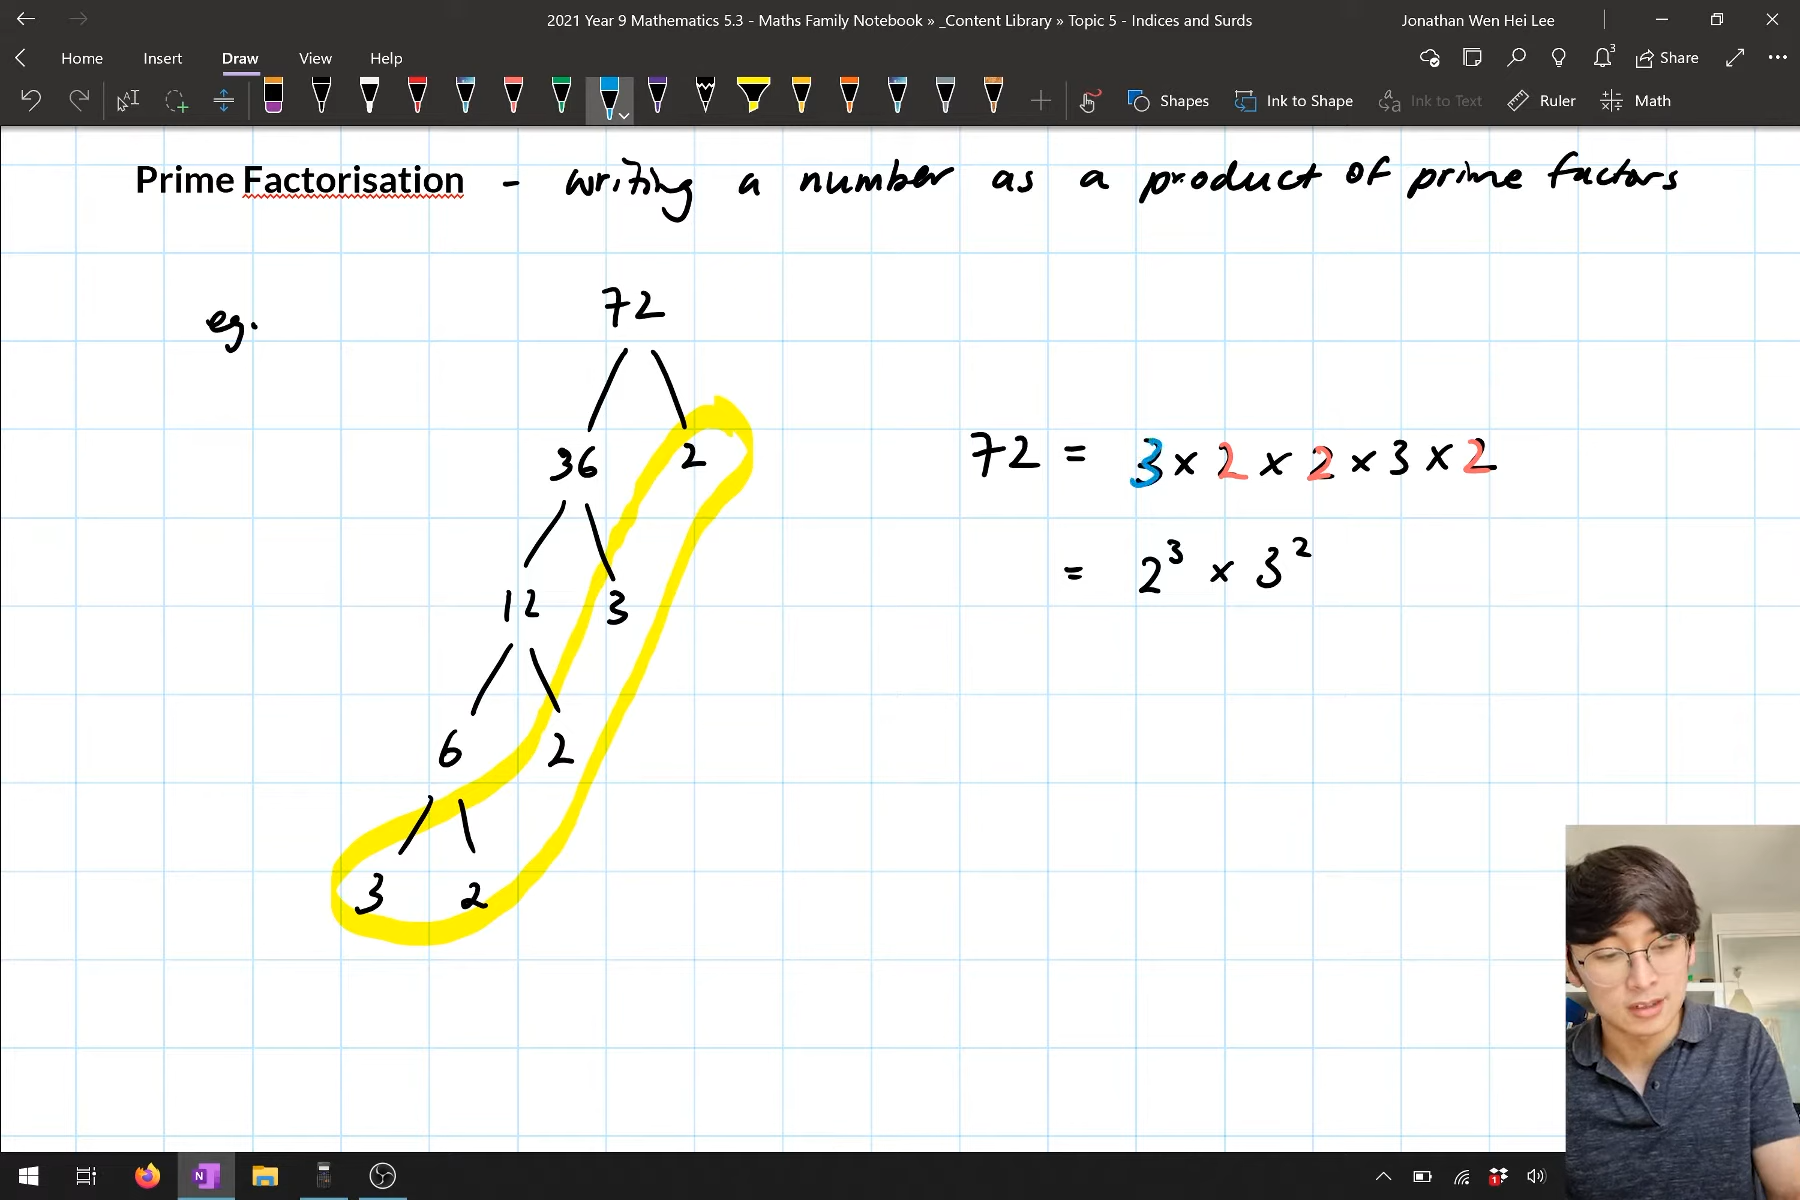 2021 Year 9 Mathematics 5.3 - Maths Family Notebook » _Content Library » Topic 5 - Indices and Surds
Jonathan Wen Hei Lee
Home Insert Draw View Help
3
Share
Shapes
Ink to Shape
Ink to Text
Ruler
Math
Prime Factorisation - writing a number as a product of prime factors
eg.
72
36 2
12 3
6 2
3 2
72 = 3 × 2 × 2 × 3 × 2
= 2³ × 3²
N
1